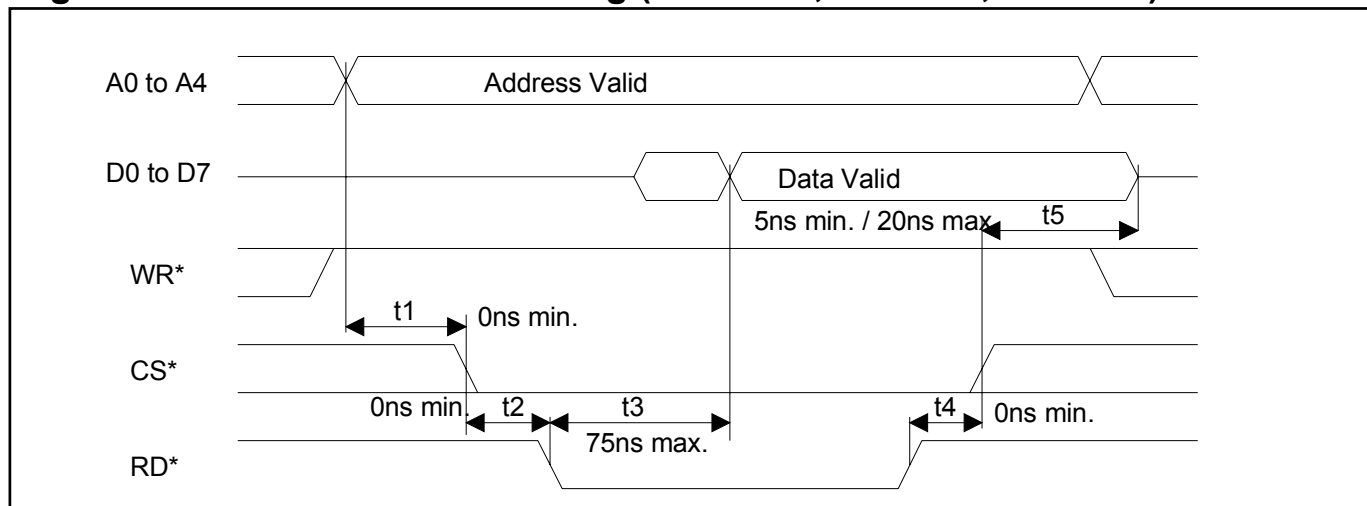 A0 to A4
Address Valid
D0 to D7
Data Valid
5ns min. / 20ns max
t5
WR*
t1
0ns min.
CS*
0ns min.
t2
t3
t4
0ns min.
75ns max.
RD*